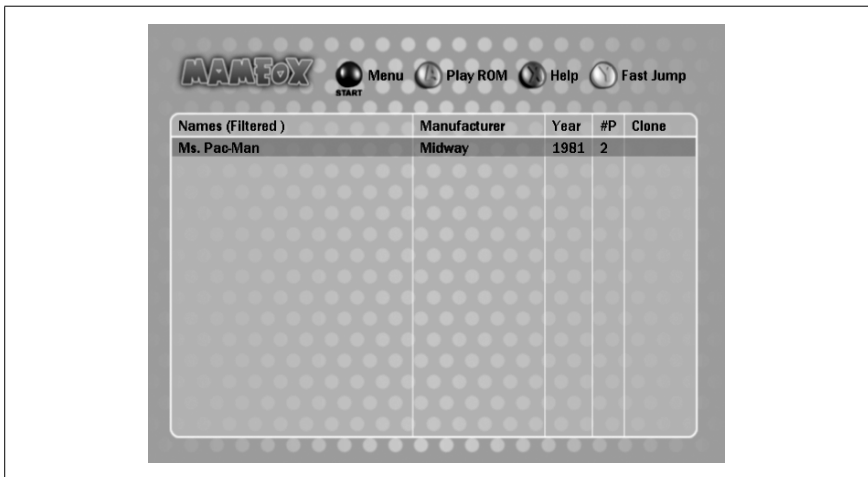 MAMEOX START Menu A Play ROM X Help Y Fast Jump
Names (Filtered ) Manufacturer Year #P Clone
Ms. Pac-Man Midway 1981 2